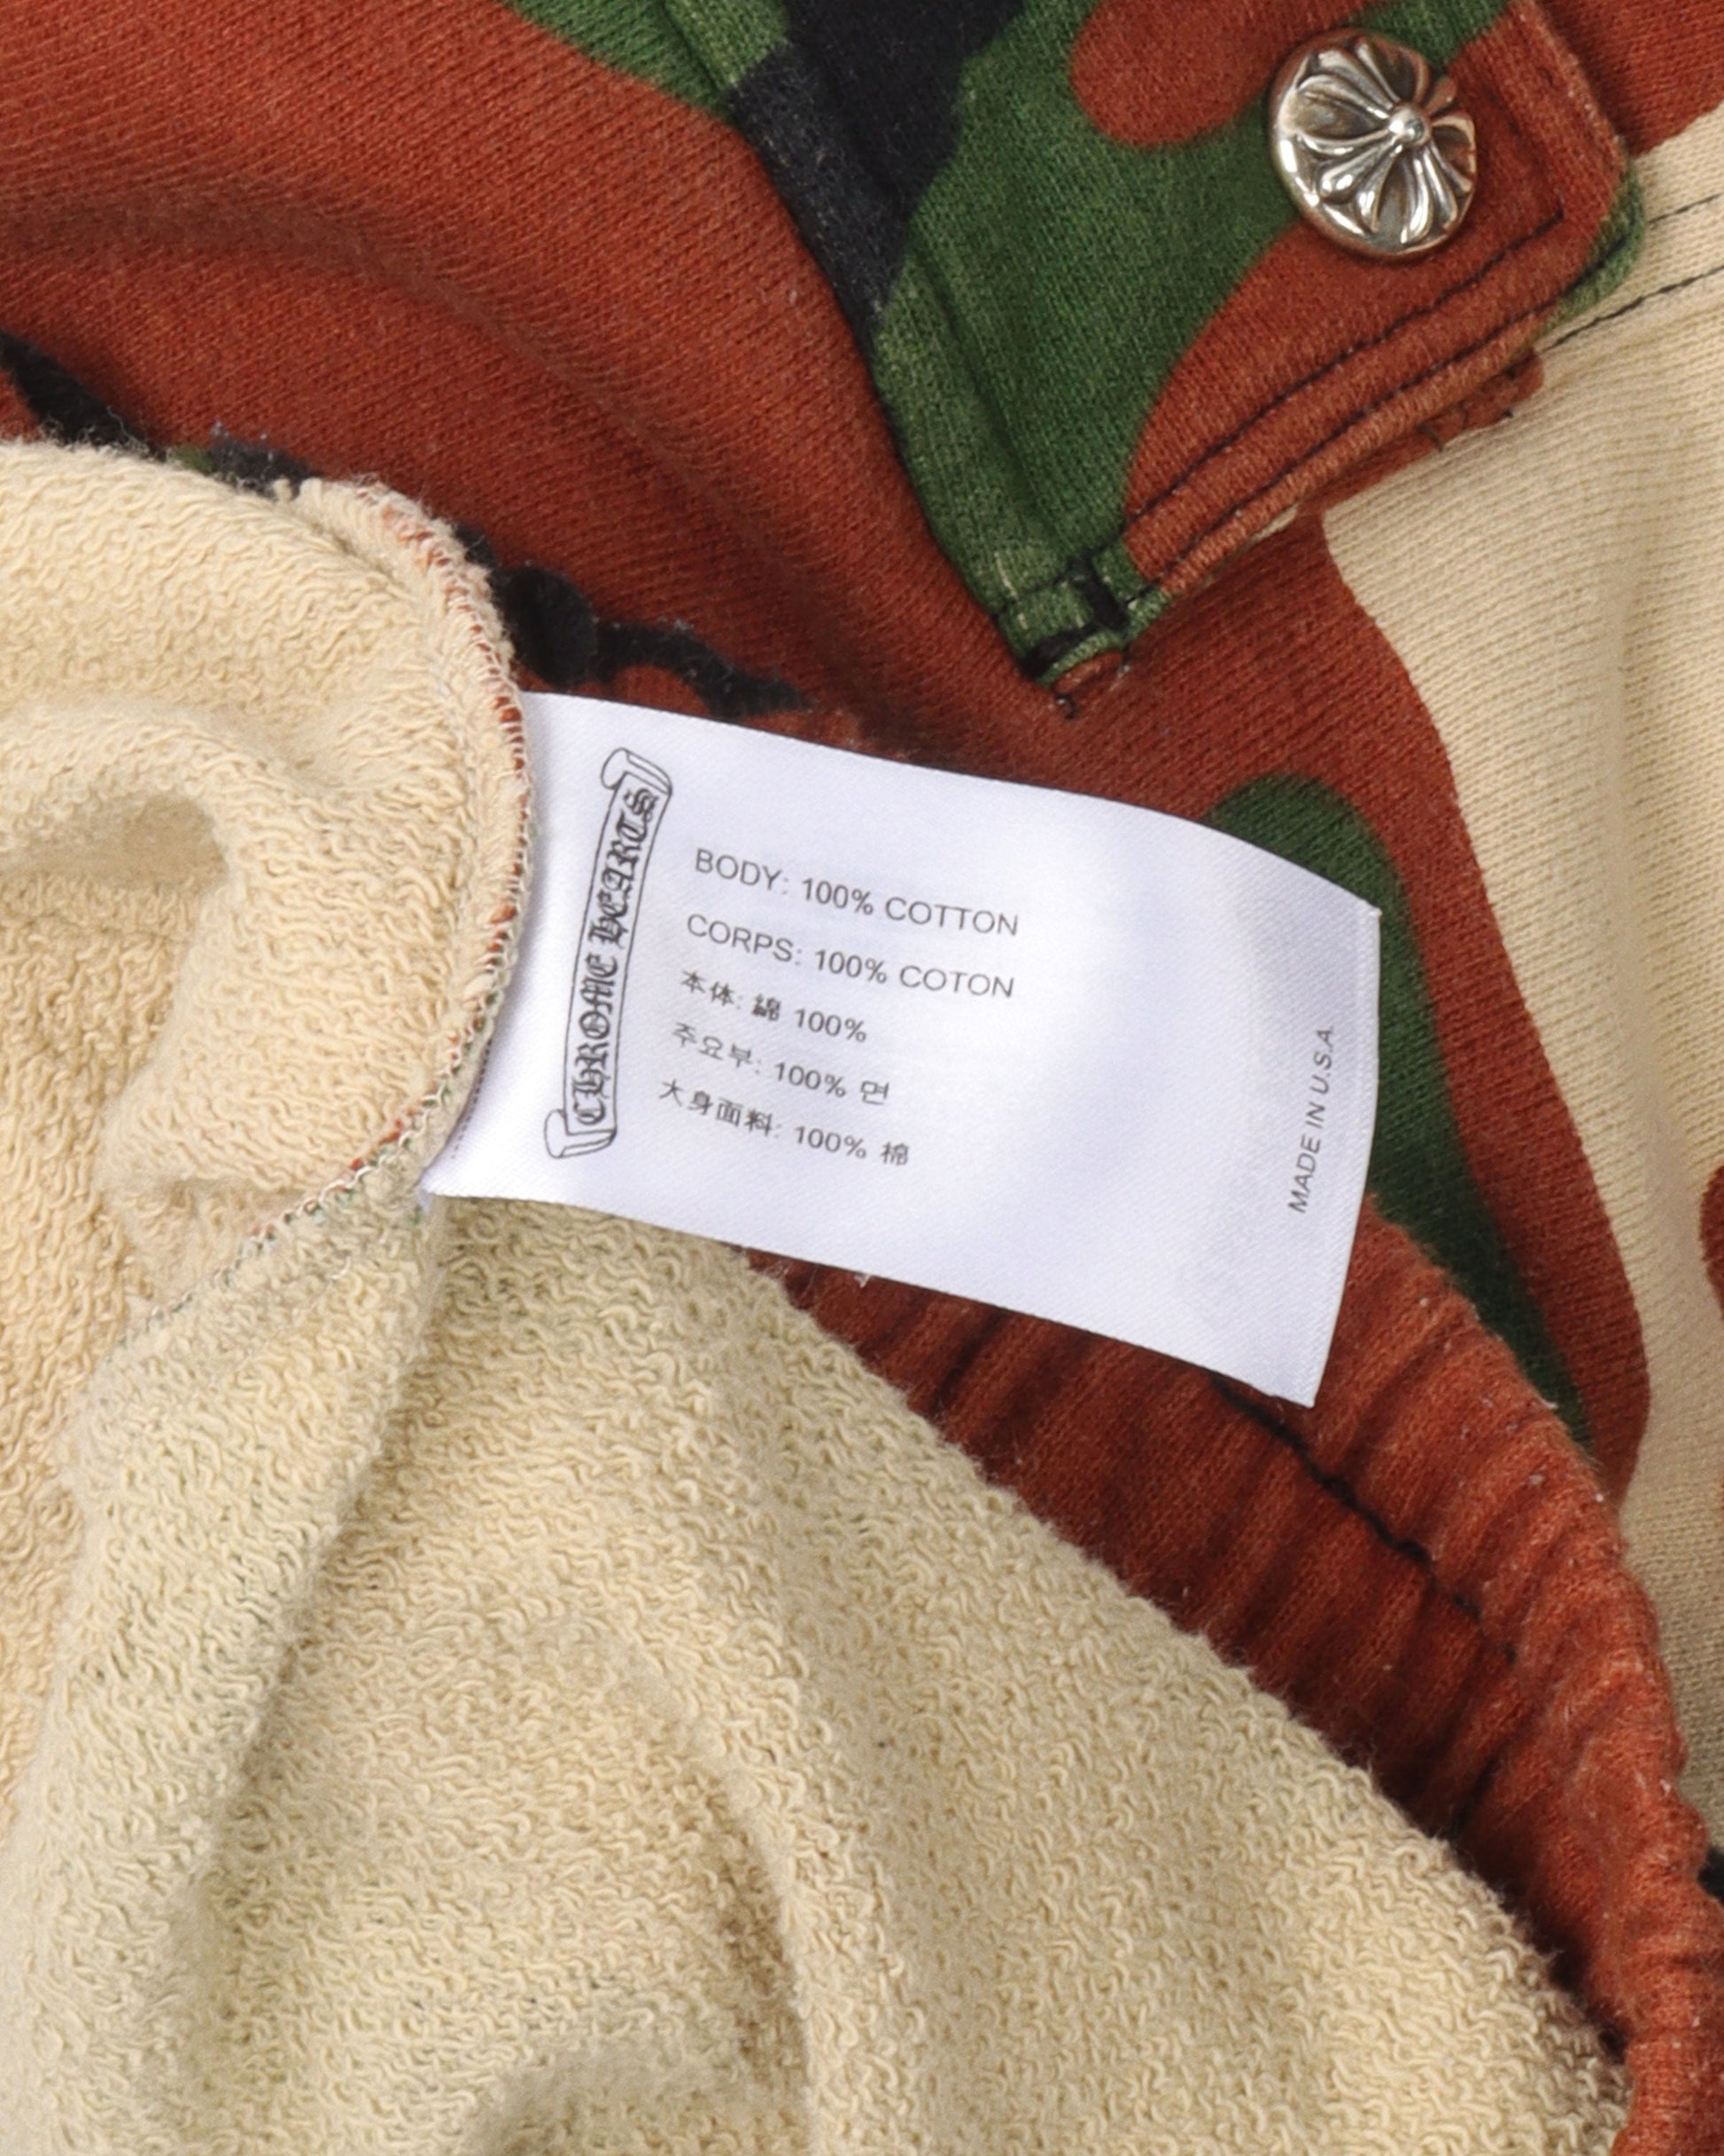 CHROME HEARTS
BODY: 100% COTTON
CORPS: 100% COTON
本体: 綿 100%
주요부: 100% 면
大身面料: 100% 棉
MADE IN U.S.A.